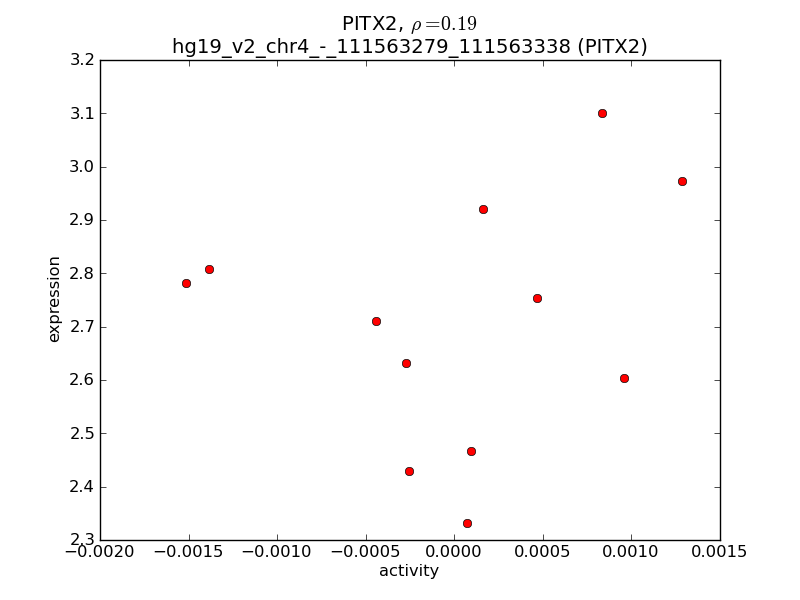 PITX2, ρ=0.19
hg19_v2_chr4_-_111563279_111563338 (PITX2)
3.2
3.1
3.0
2.9
2.8
2.7
2.6
2.5
2.4
2.3
expression
−0.0020 −0.0015 −0.0010 −0.0005 0.0000 0.0005 0.0010 0.0015
activity